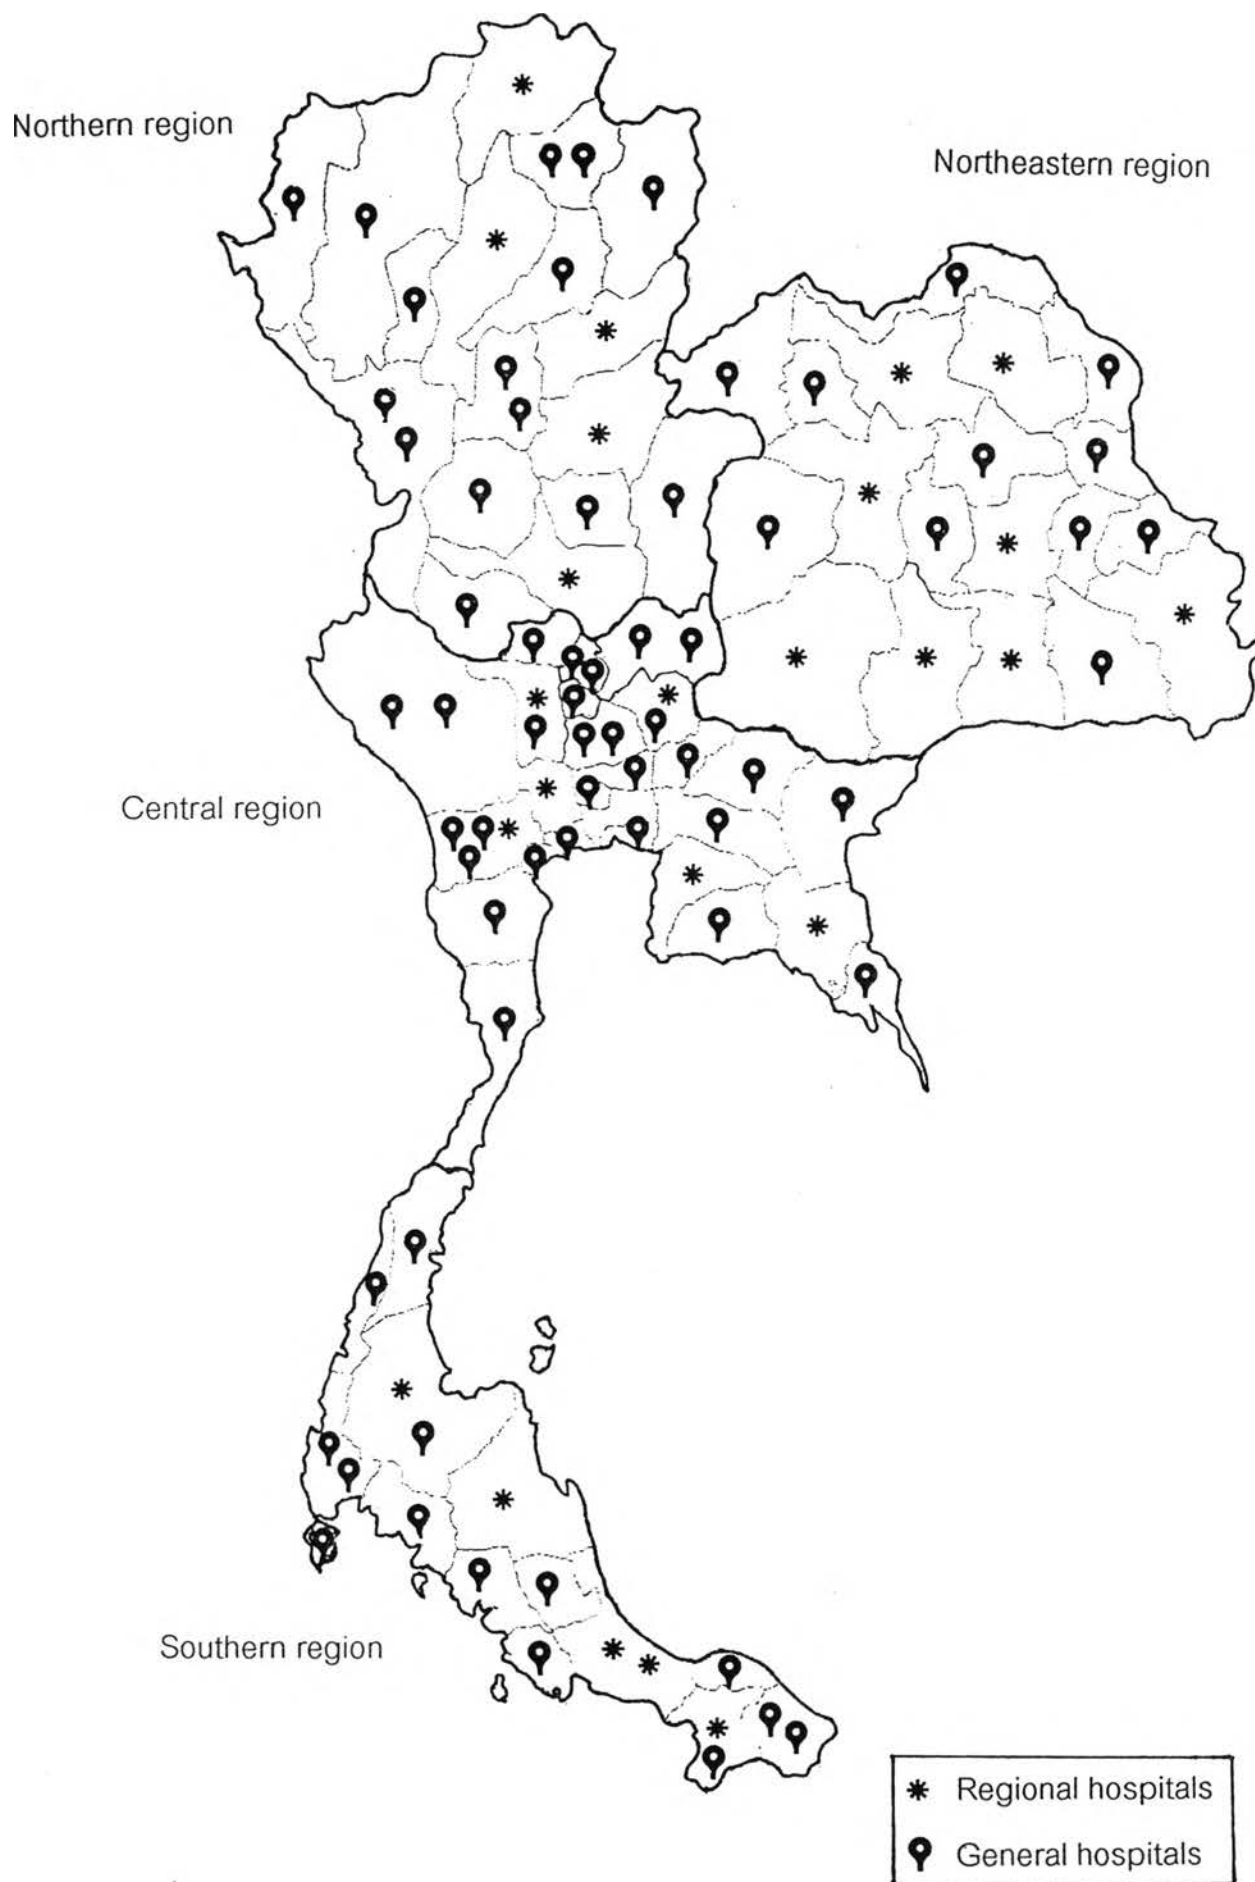 Northern region
Northeastern region
Central region
Southern region
Regional hospitals
General hospitals